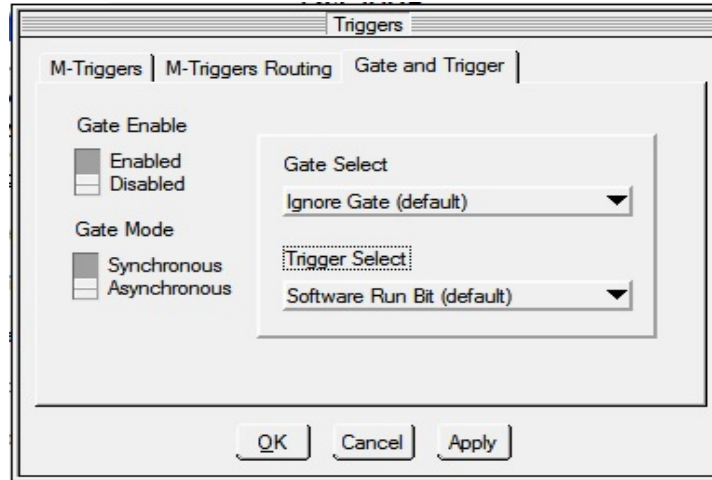 Triggers
M-Triggers
M-Triggers Routing
Gate and Trigger
Gate Enable
Enabled
Disabled
Gate Mode
Synchronous
Asynchronous
Gate Select
Ignore Gate (default)
Trigger Select
Software Run Bit (default)
OK
Cancel
Apply